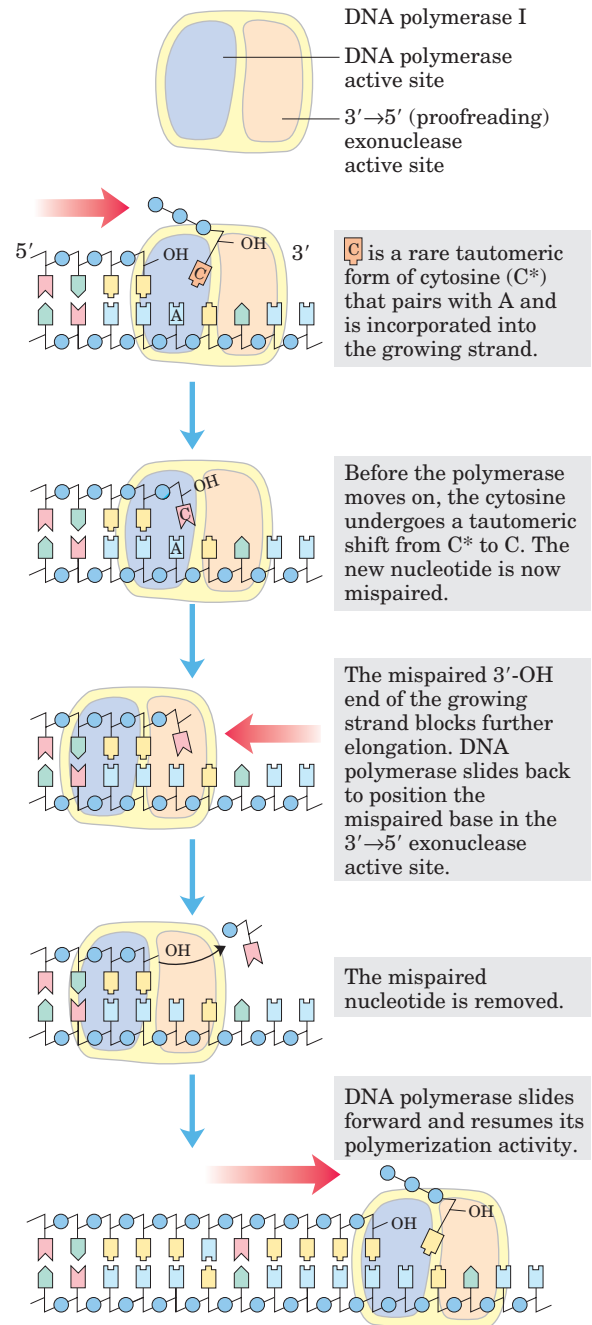 DNA polymerase I
DNA polymerase
active site
3′→5′ (proofreading)
exonuclease
active site
5′
OH
OH
3′
C
A
C is a rare tautomeric
form of cytosine (C*)
that pairs with A and
is incorporated into
the growing strand.
OH
C
A
Before the polymerase
moves on, the cytosine
undergoes a tautomeric
shift from C* to C. The
new nucleotide is now
mispaired.
The mispaired 3′-OH
end of the growing
strand blocks further
elongation. DNA
polymerase slides back
to position the
mispaired base in the
3′→5′ exonuclease
active site.
OH
The mispaired
nucleotide is removed.
DNA polymerase slides
forward and resumes its
polymerization activity.
OH
OH